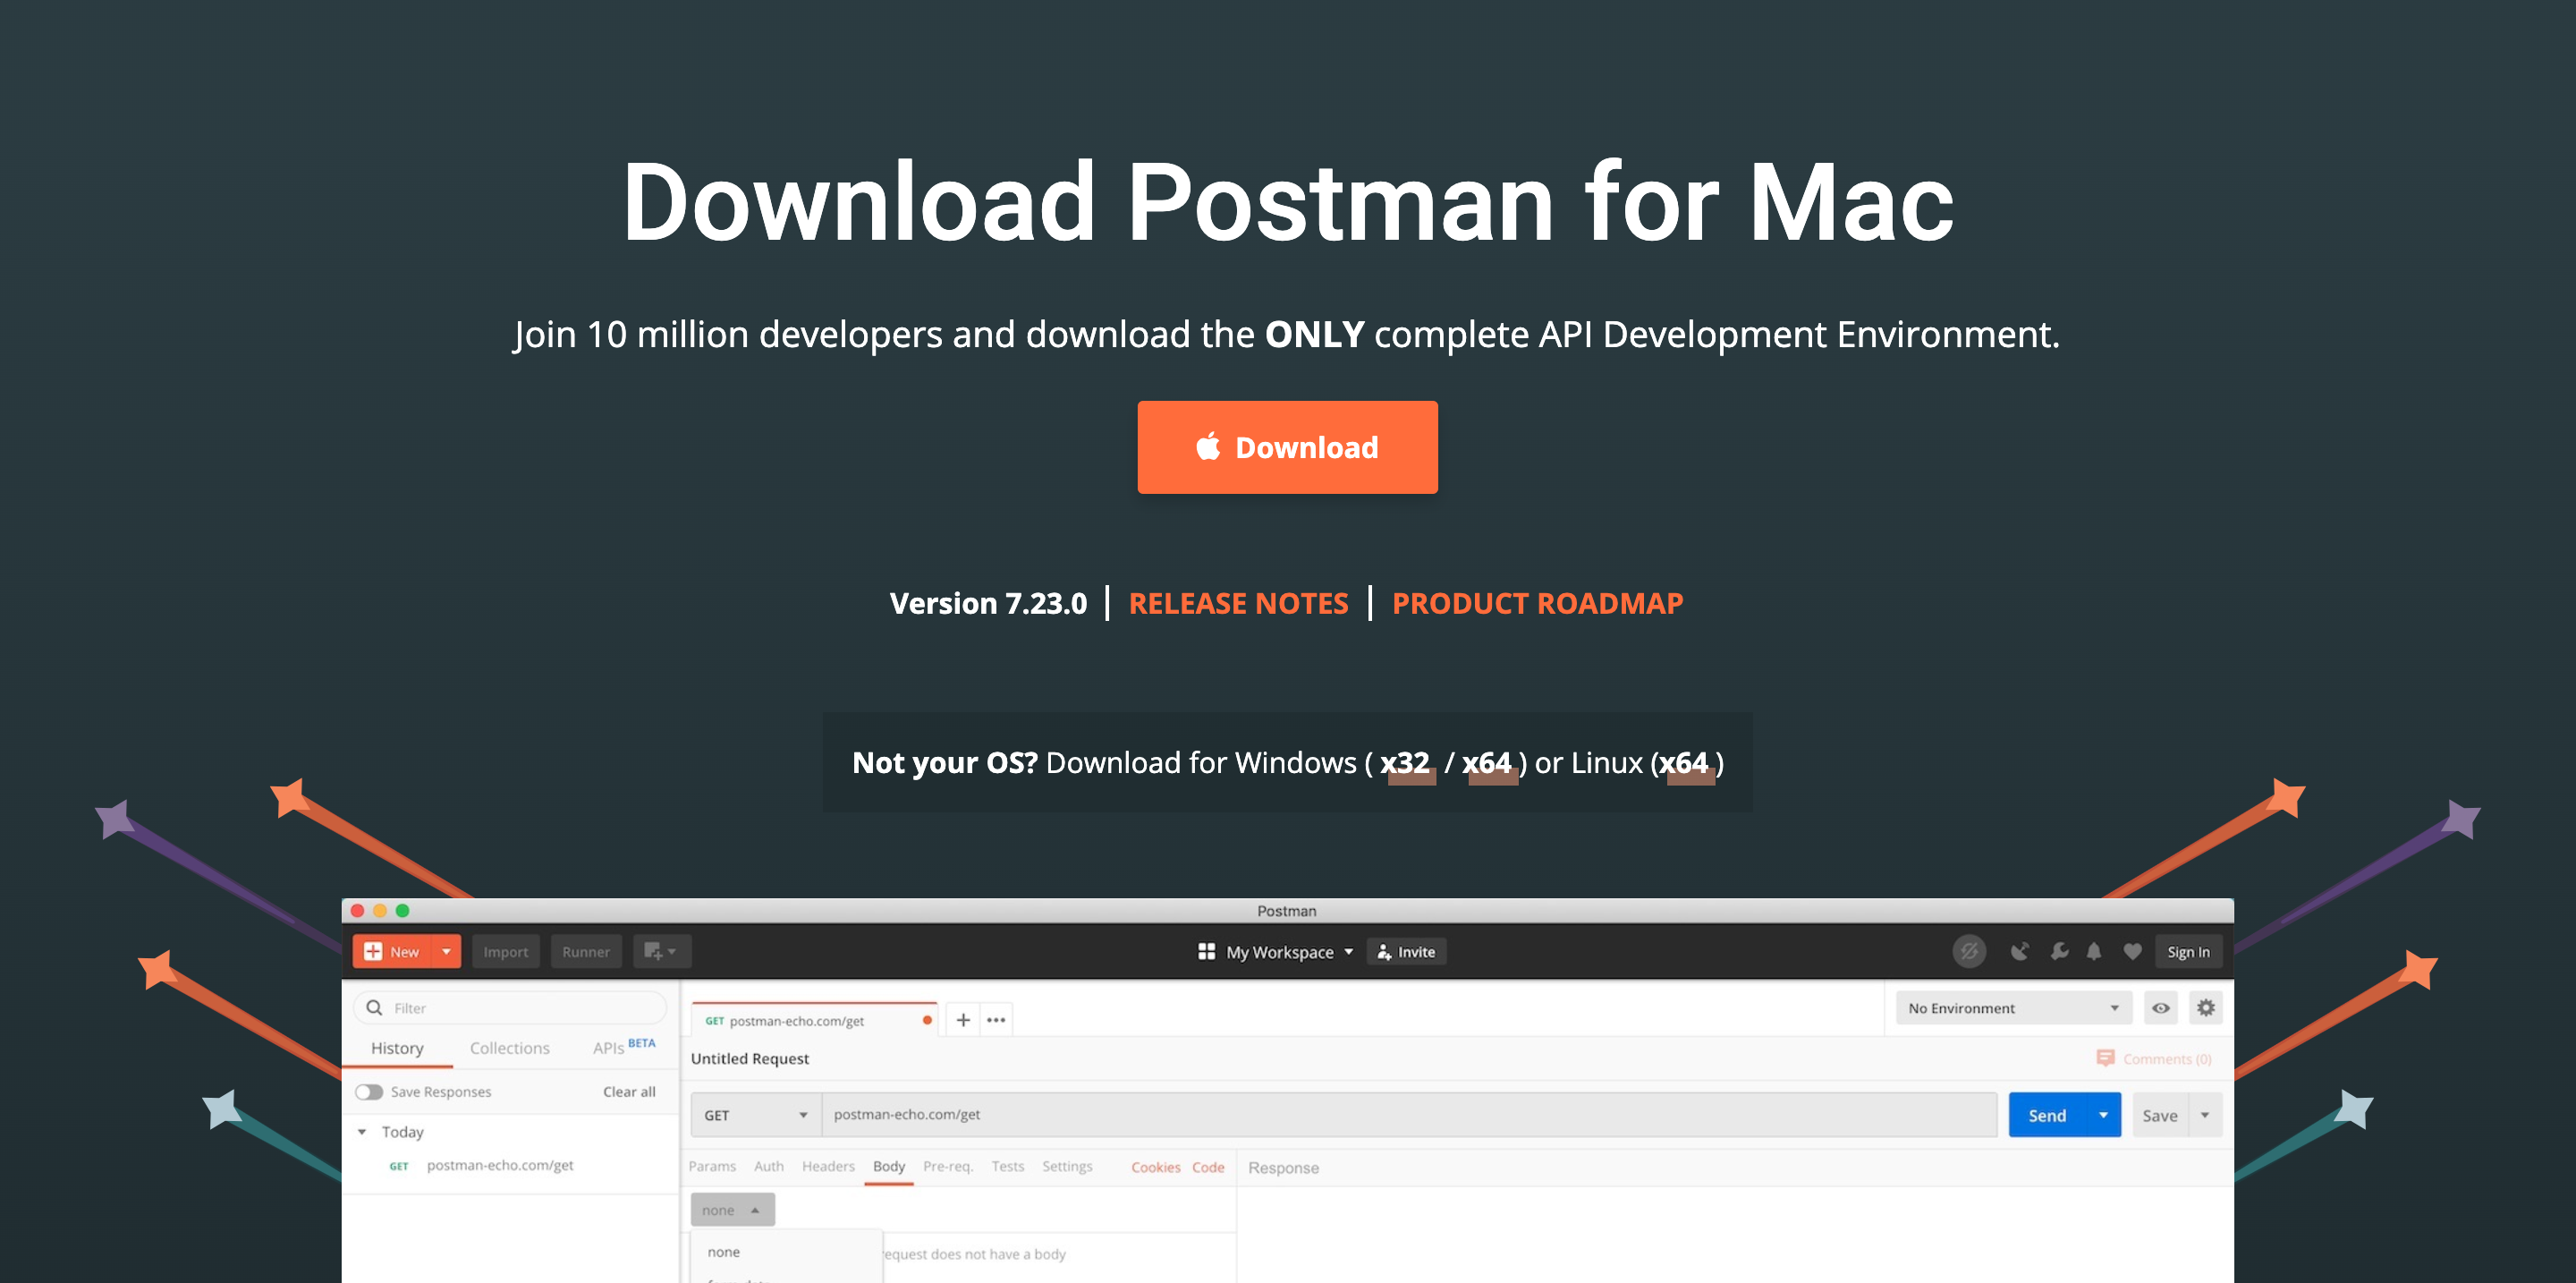 Download Postman for Mac
Join 10 million developers and download the ONLY complete API Development Environment.
Download
Version 7.23.0 | RELEASE NOTES | PRODUCT ROADMAP
Not your OS? Download for Windows ( x32 / x64 ) or Linux (x64 )
Postman
New Import Runner My Workspace Invite Sign In
Filter
GET postman-echo.com/get
No Environment
History Collections APIs BETA
Untitled Request
Comments (0)
Save Responses Clear all
GET postman-echo.com/get Send Save
Today
GET postman-echo.com/get
Params Auth Headers Body Pre-req. Tests Settings Cookies Code Response
none
none
request does not have a body